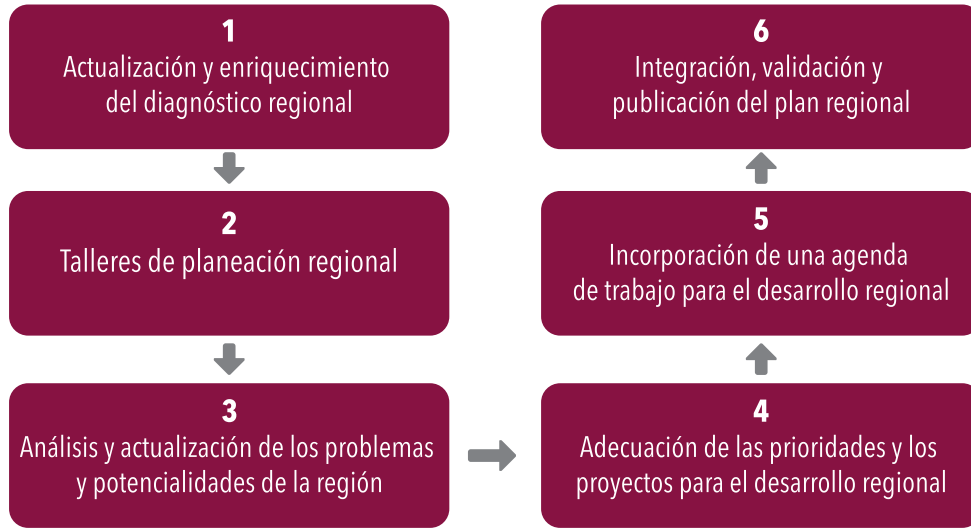 1
Actualización y enriquecimiento
del diagnóstico regional
2
Talleres de planeación regional
3
Análisis y actualización de los problemas
y potencialidades de la región
4
Adecuación de las prioridades y los
proyectos para el desarrollo regional
5
Incorporación de una agenda
de trabajo para el desarrollo regional
6
Integración, validación y
publicación del plan regional